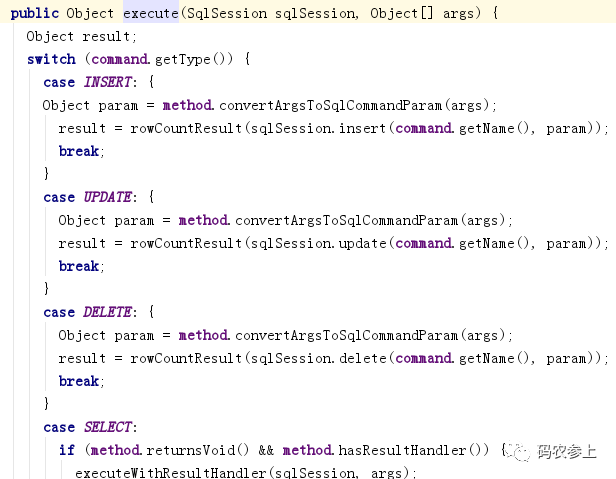 public Object execute(SqlSession sqlSession, Object[] args) {
  Object result;
  switch (command.getType()) {
    case INSERT: {
    Object param = method.convertArgsToSqlCommandParam(args);
      result = rowCountResult(sqlSession.insert(command.getName(), param));
      break;
    }
    case UPDATE: {
      Object param = method.convertArgsToSqlCommandParam(args);
      result = rowCountResult(sqlSession.update(command.getName(), param));
      break;
    }
    case DELETE: {
      Object param = method.convertArgsToSqlCommandParam(args);
      result = rowCountResult(sqlSession.delete(command.getName(), param));
      break;
    }
    case SELECT:
      if (method.returnsVoid() && method.hasResultHandler()) {
        executeWithResultHandler(sqlSession, args);
码农参上